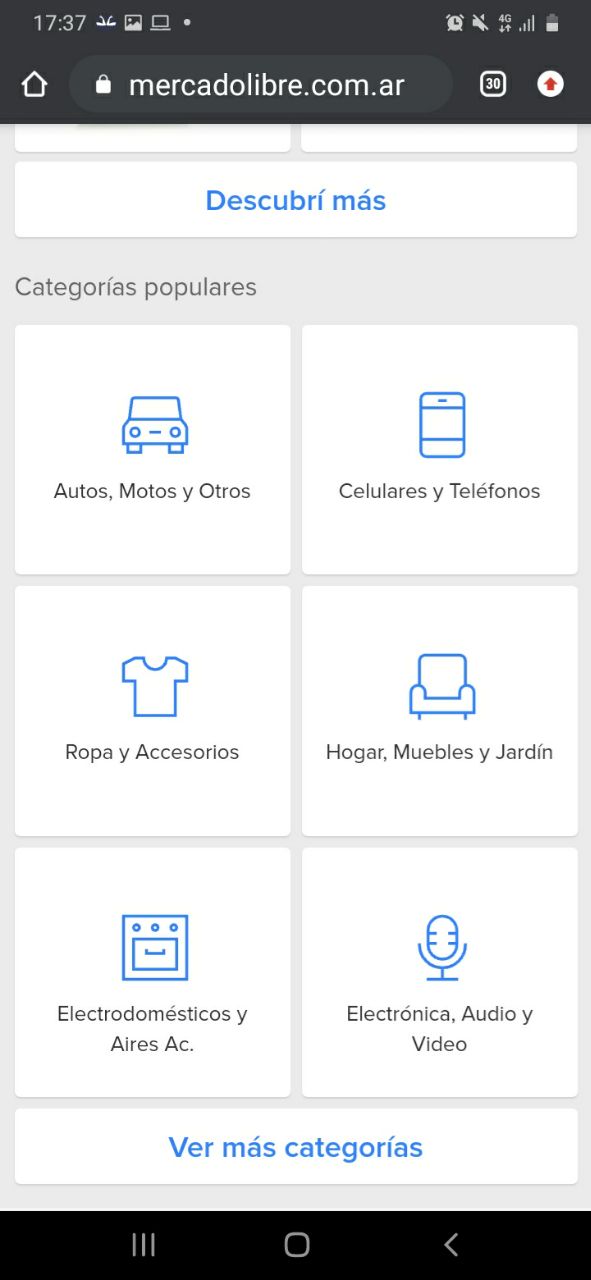 17:37
4G
mercadolibre.com.ar
30
Descubrí más
Categorías populares
Autos, Motos y Otros
Celulares y Teléfonos
Ropa y Accesorios
Hogar, Muebles y Jardín
Electrodomésticos y
Aires Ac.
Electrónica, Audio y
Video
Ver más categorías